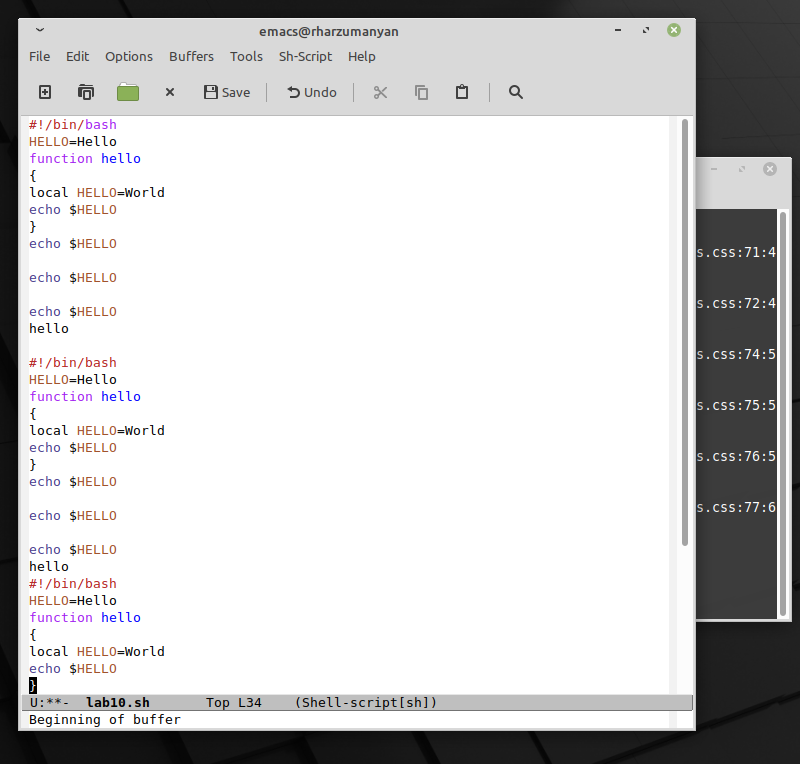 emacs@rharzumanyan
File Edit Options Buffers Tools Sh-Script Help
Save Undo
#!/bin/bash
HELLO=Hello
function hello
{
local HELLO=World
echo $HELLO
}
echo $HELLO
echo $HELLO
echo $HELLO
hello
#!/bin/bash
HELLO=Hello
function hello
{
local HELLO=World
echo $HELLO
}
echo $HELLO
echo $HELLO
echo $HELLO
hello
#!/bin/bash
HELLO=Hello
function hello
{
local HELLO=World
echo $HELLO
}
U:**- lab10.sh Top L34 (Shell-script[sh])
Beginning of buffer
s.css:71:4
s.css:72:4
s.css:74:5
s.css:75:5
s.css:76:5
s.css:77:6